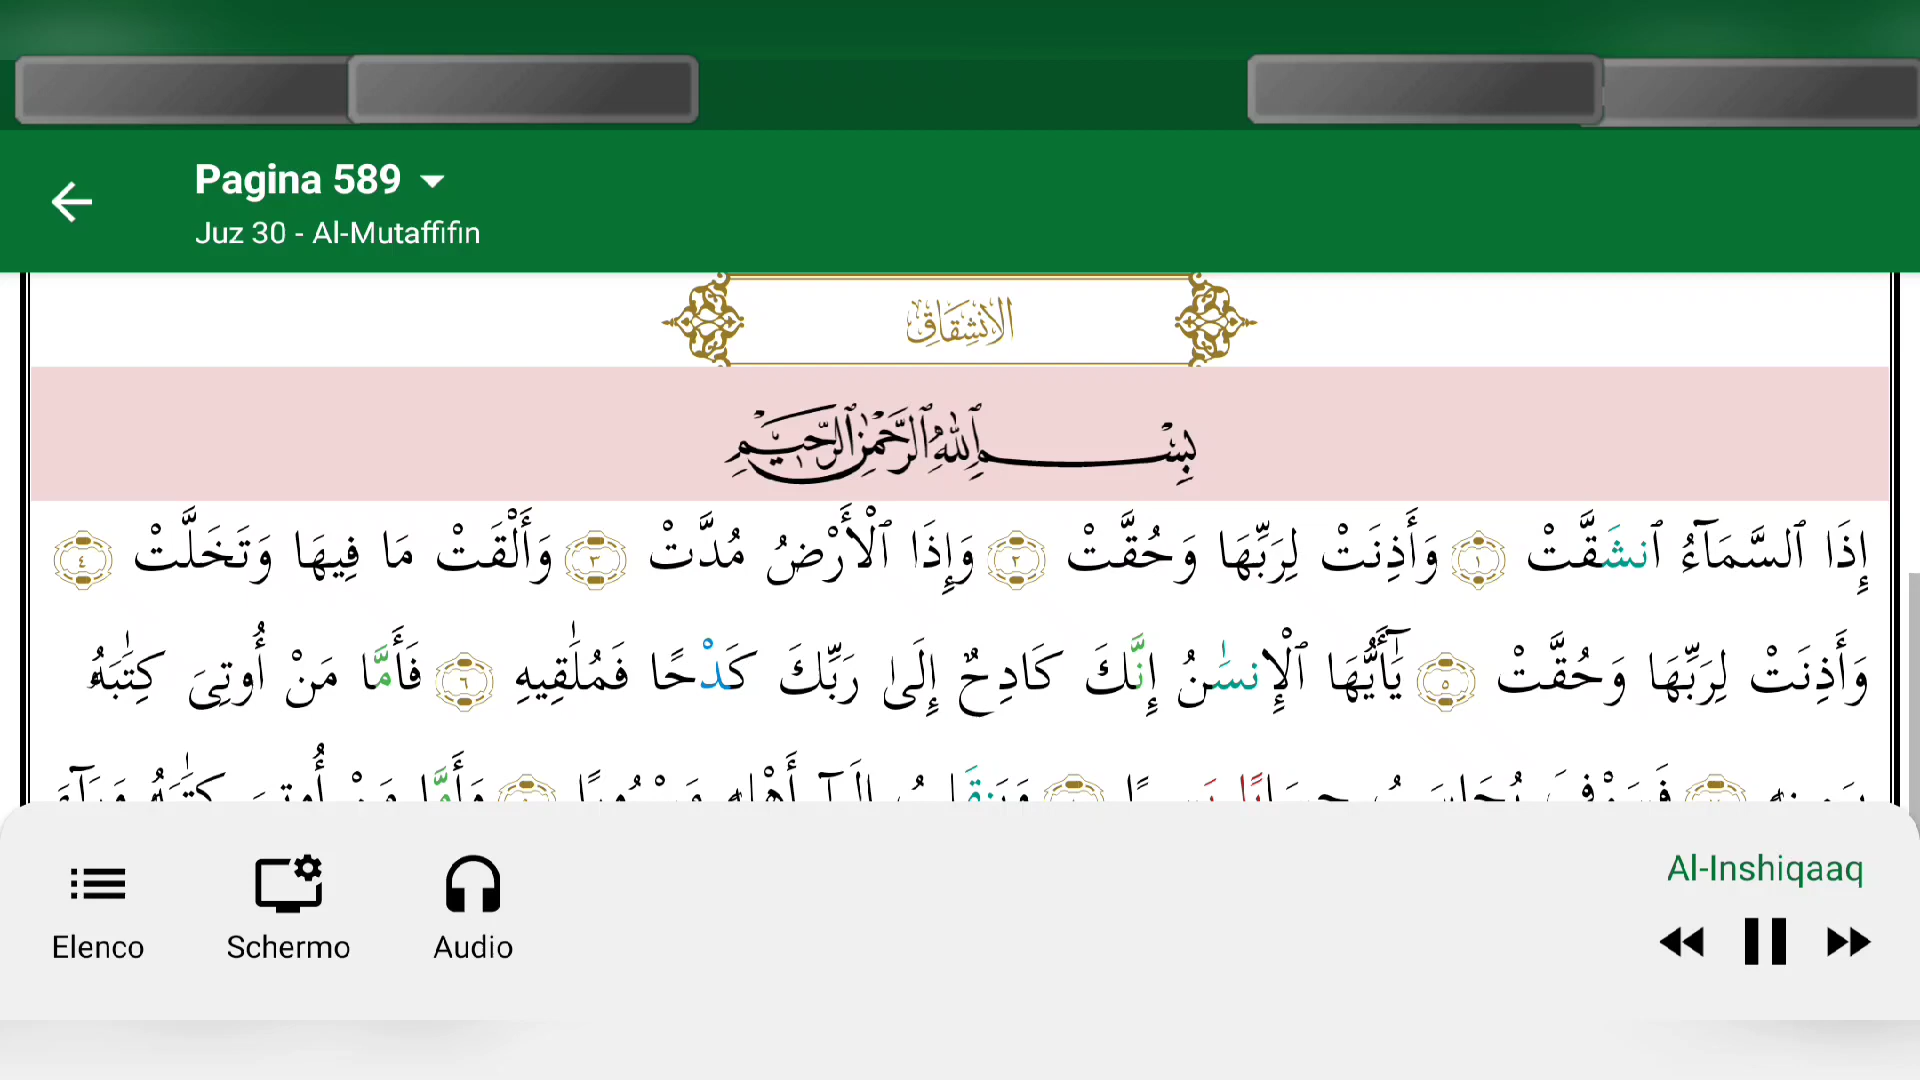 Pagina 589
Juz 30 - Al-Mutaffifin
الانشقاق
بِسْمِ ٱللَّهِ ٱلرَّحْمَٰنِ ٱلرَّحِيمِ
إِذَا ٱلسَّمَآءُ ٱنشَقَّتْ ١ وَأَذِنَتْ لِرَبِّهَا وَحُقَّتْ ٢ وَإِذَا ٱلْأَرْضُ مُدَّتْ ٣ وَأَلْقَتْ مَا فِيهَا وَتَخَلَّتْ ٤
وَأَذِنَتْ لِرَبِّهَا وَحُقَّتْ ٥ يَٰٓأَيُّهَا ٱلْإِنسَٰنُ إِنَّكَ كَادِحٌ إِلَىٰ رَبِّكَ كَدْحًا فَمُلَٰقِيهِ ٦ فَأَمَّا مَنْ أُوتِىَ كِتَٰبَهُۥ
Al-Inshiqaaq
Elenco
Schermo
Audio